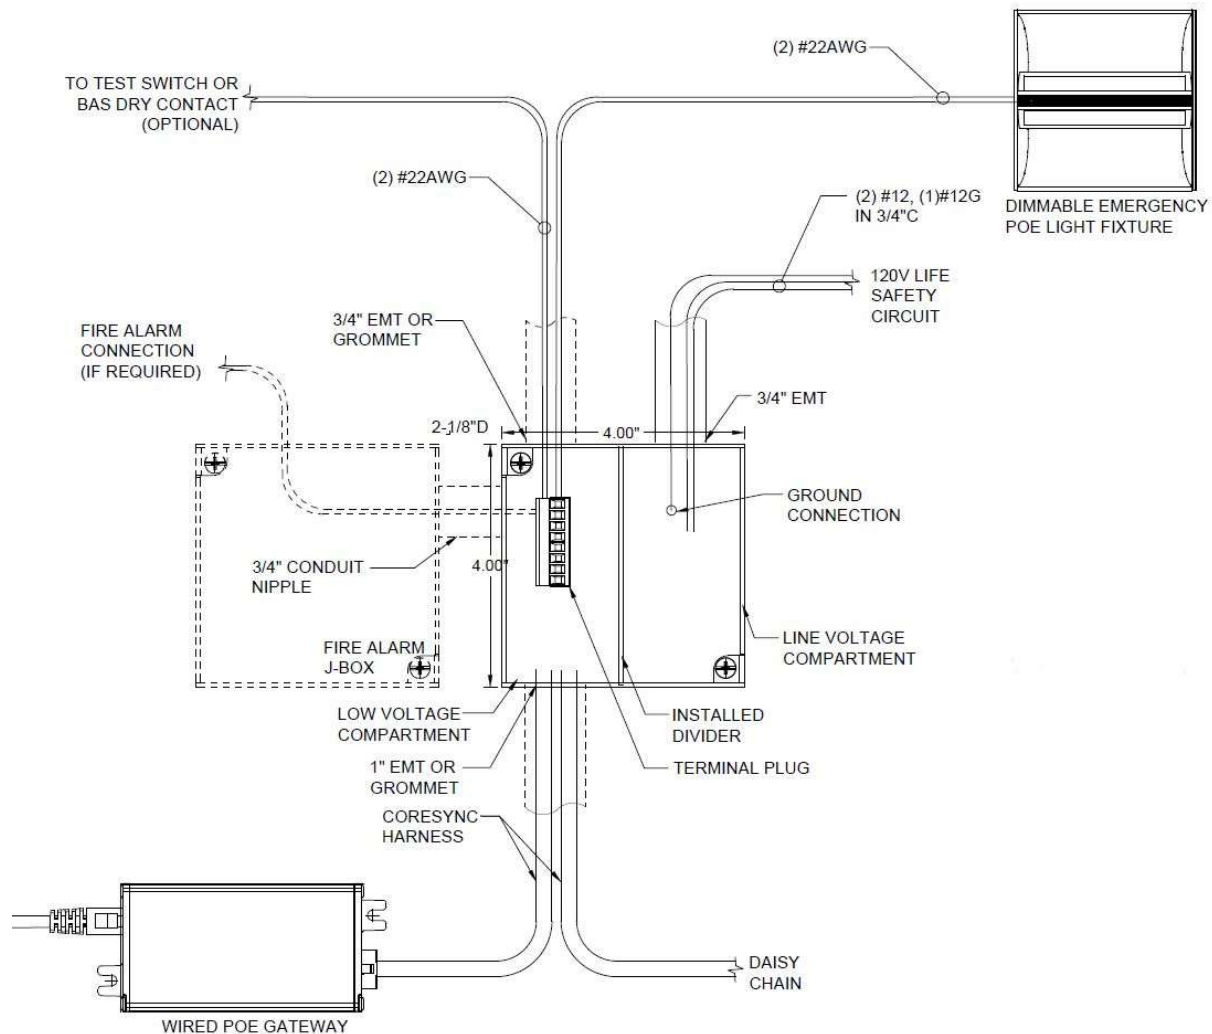 (2) #22AWG
TO TEST SWITCH OR
BAS DRY CONTACT
(OPTIONAL)
(2) #22AWG
(2) #12, (1)#12G
IN 3/4"C
DIMMABLE EMERGENCY
POE LIGHT FIXTURE
120V LIFE
SAFETY
CIRCUIT
3/4" EMT OR
GROMMET
FIRE ALARM
CONNECTION
(IF REQUIRED)
3/4" EMT
2-1/8"D
4.00"
GROUND
CONNECTION
4.00"
3/4" CONDUIT
NIPPLE
FIRE ALARM
J-BOX
LINE VOLTAGE
COMPARTMENT
LOW VOLTAGE
COMPARTMENT
INSTALLED
DIVIDER
1" EMT OR
GROMMET
TERMINAL PLUG
CORESYNC
HARNESS
DAISY
CHAIN
WIRED POE GATEWAY